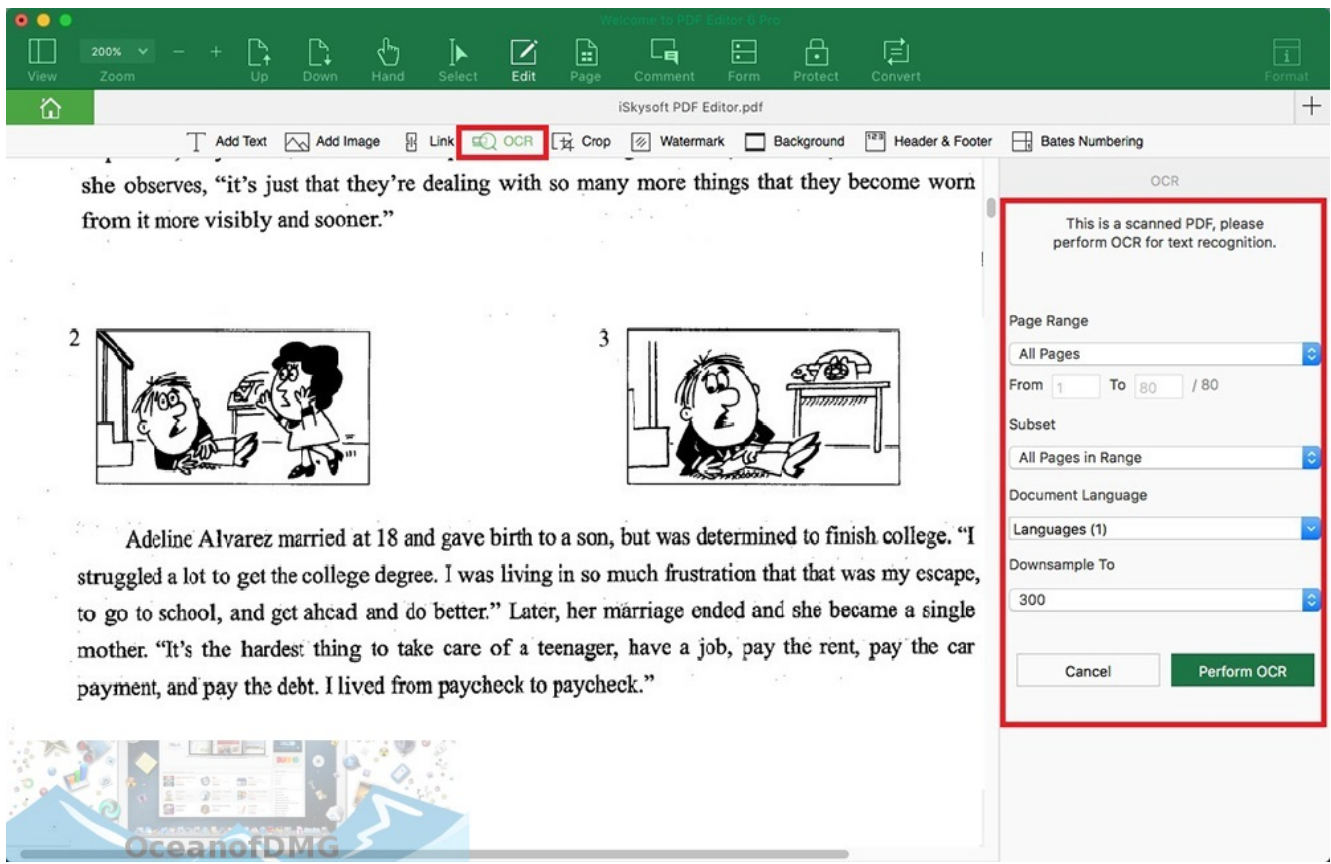 Welcome to PDF Editor 6 Pro
200%
View Zoom Up Down Hand Select Edit Page Comment Form Protect Convert Format
iSkysoft PDF Editor.pdf
Add Text Add Image Link OCR Crop Watermark Background Header & Footer Bates Numbering
she observes, “it’s just that they’re dealing with so many more things that they become worn
from it more visibly and sooner.”
2
3
Adeline Alvarez married at 18 and gave birth to a son, but was determined to finish college. “I
struggled a lot to get the college degree. I was living in so much frustration that that was my escape,
to go to school, and get ahead and do better.” Later, her marriage ended and she became a single
mother. “It’s the hardest thing to take care of a teenager, have a job, pay the rent, pay the car
payment, and pay the debt. I lived from paycheck to paycheck.”
OceanofDMG
OCR
This is a scanned PDF, please
perform OCR for text recognition.
Page Range
All Pages
From 1 To 80 / 80
Subset
All Pages in Range
Document Language
Languages (1)
Downsample To
300
Cancel Perform OCR